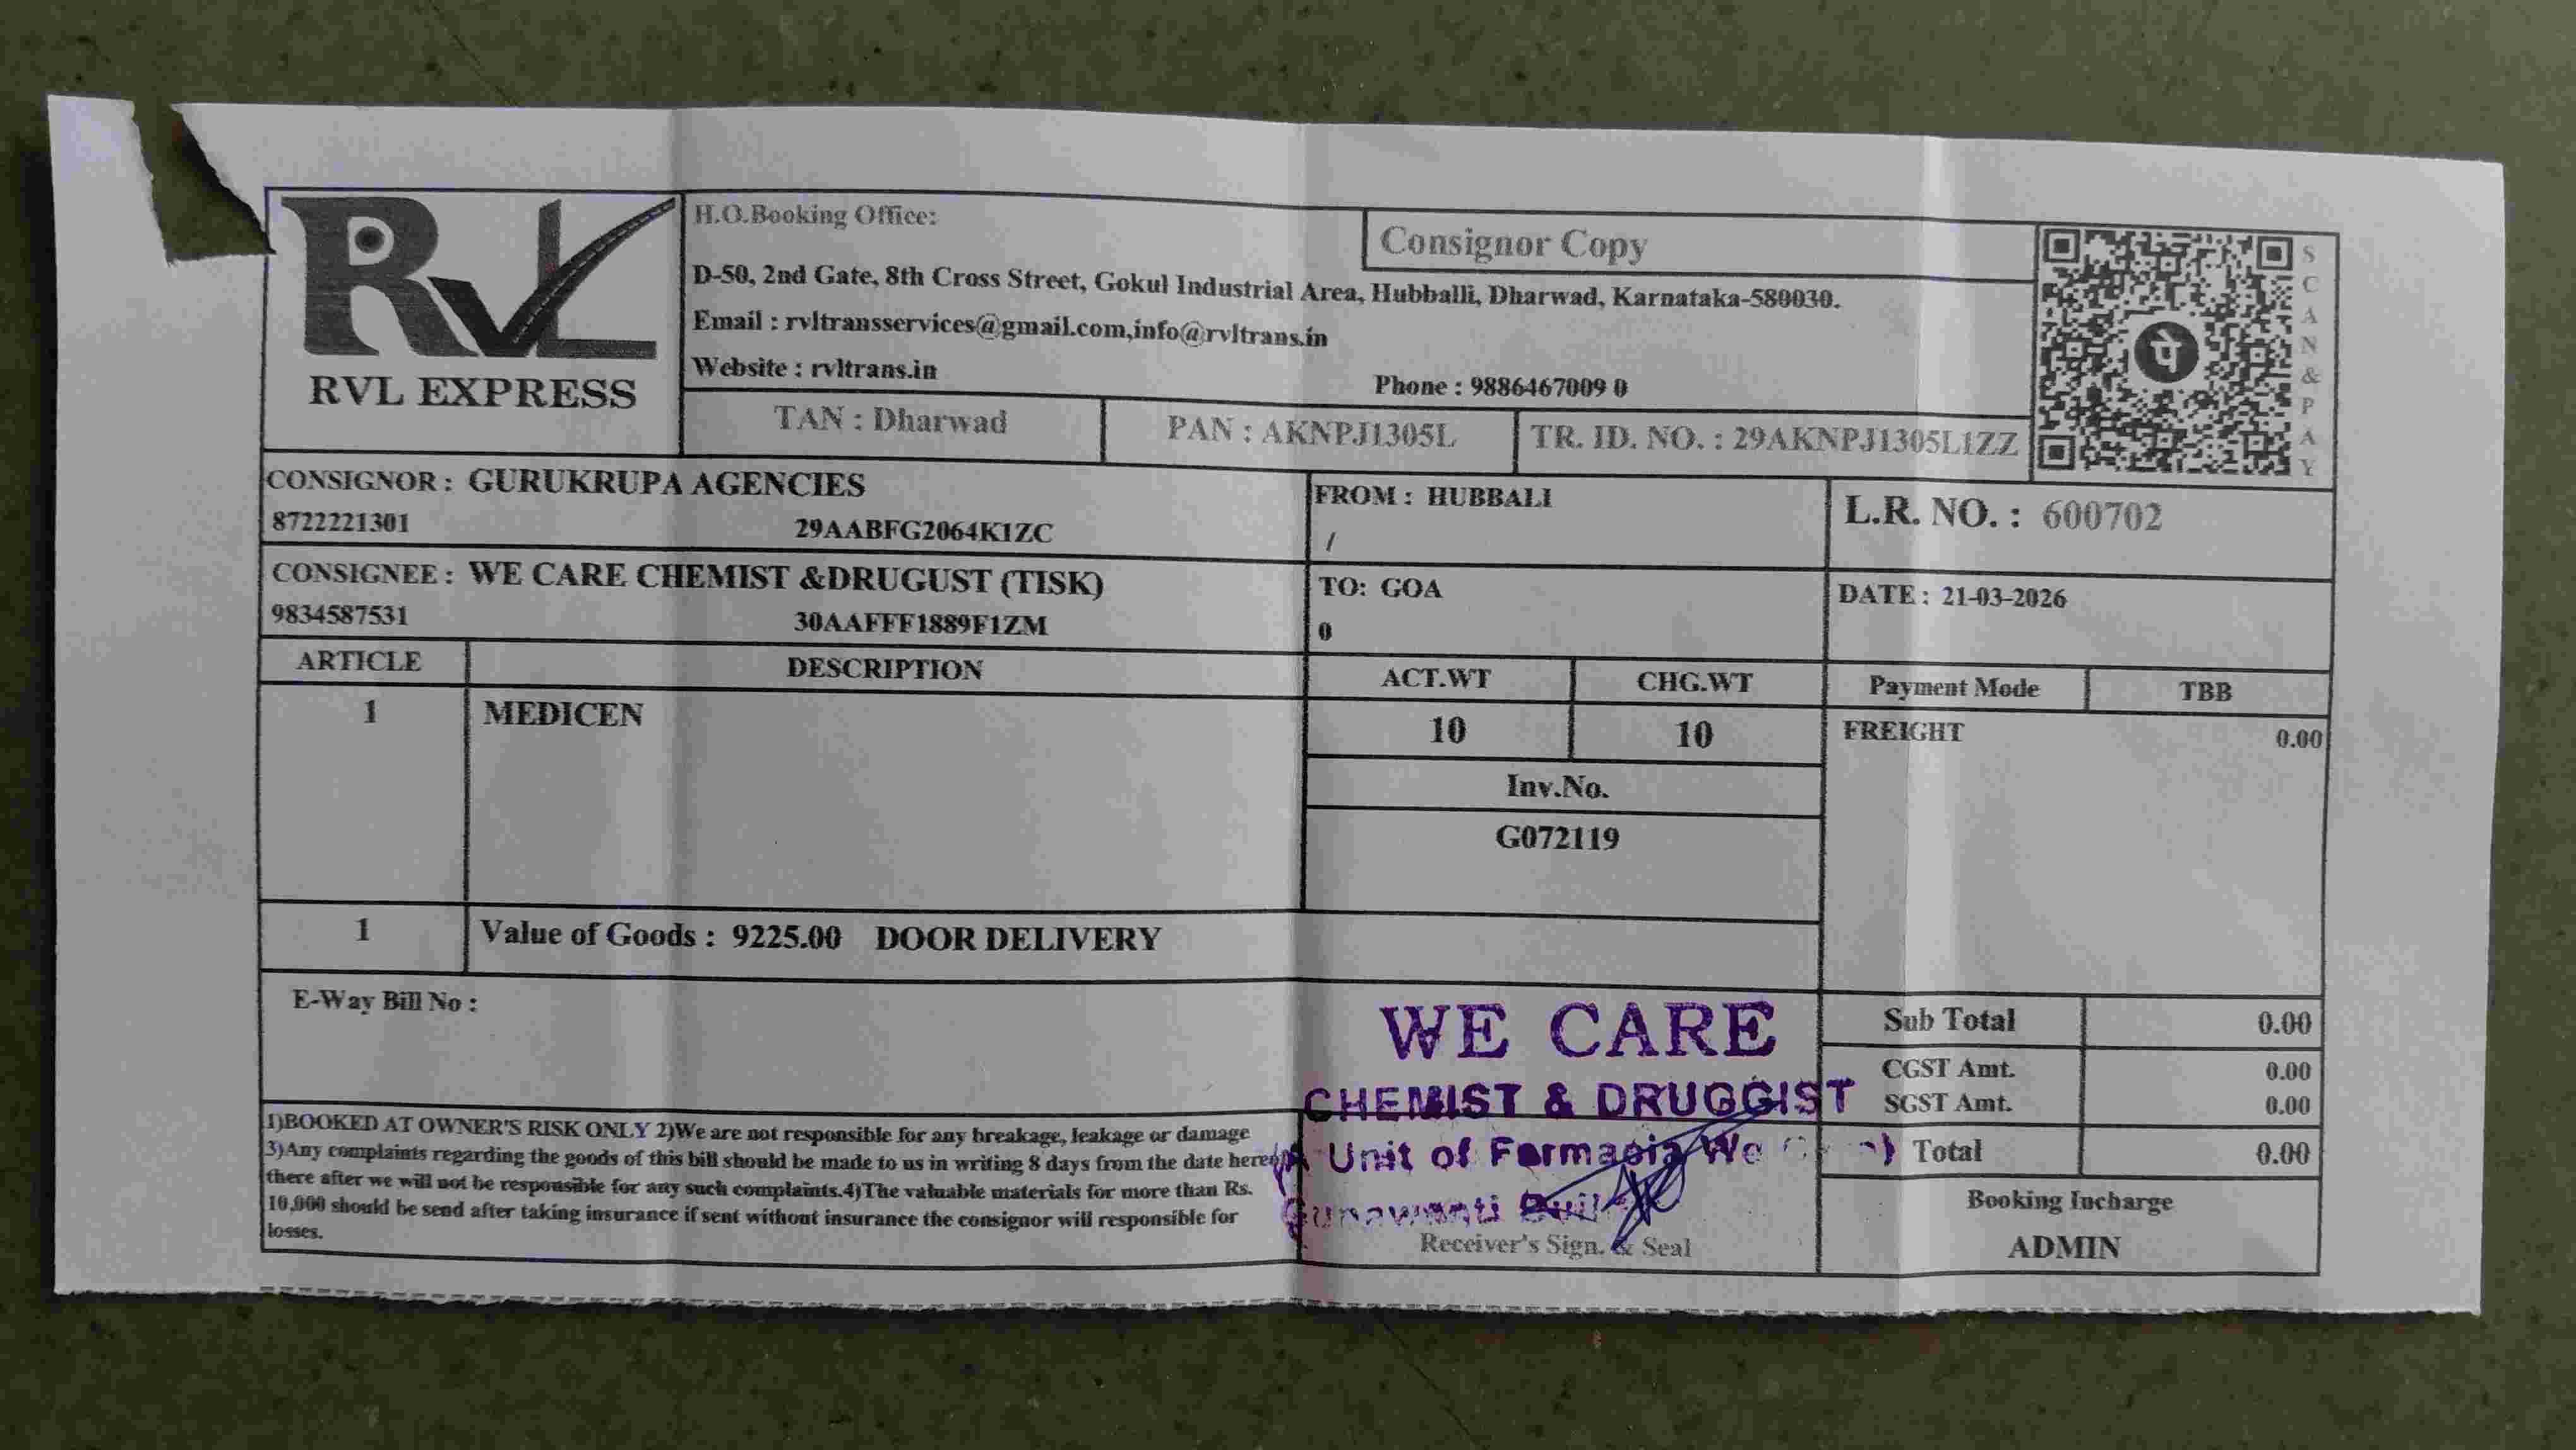 RVL
RVL EXPRESS
H.O.Booking Office:
Consignor Copy
D-50, 2nd Gate, 8th Cross Street, Gokul Industrial Area, Hubballi, Dharwad, Karnataka-580030.
Email : rvltransservices@gmail.com,info@rvltrans.in
Website : rvltrans.in
Phone : 9886467009 0
TAN : Dharwad
PAN : AKNPJ1305L
TR. ID. NO. : 29AKNPJ1305L1ZZ
पे
SCAN & PAY
CONSIGNOR : GURUKRUPA AGENCIES
8722221301 29AABFG2064K1ZC
FROM : HUBBALI
/
L.R. NO. : 600702
CONSIGNEE : WE CARE CHEMIST &DRUGUST (TISK)
9834587531 30AAFFF1889F1ZM
TO: GOA
0
DATE : 21-03-2026
ARTICLE DESCRIPTION ACT.WT CHG.WT Payment Mode TBB
1 MEDICEN 10 10 FREIGHT 0.00
Inv.No.
G072119
1 Value of Goods : 9225.00 DOOR DELIVERY
E-Way Bill No :
Sub Total 0.00
CGST Amt. 0.00
SGST Amt. 0.00
Total 0.00
Booking Incharge
ADMIN
1)BOOKED AT OWNER'S RISK ONLY 2)We are not responsible for any breakage, leakage or damage
3)Any complaints regarding the goods of this bill should be made to us in writing 8 days from the date hereof
there after we will not be responsible for any such complaints.4)The valuable materials for more than Rs.
10,000 should be send after taking insurance if sent without insurance the consignor will responsible for
losses.
WE CARE
CHEMIST & DRUGGIST
Unit of Farmacia We
Receiver's Sign. & Seal